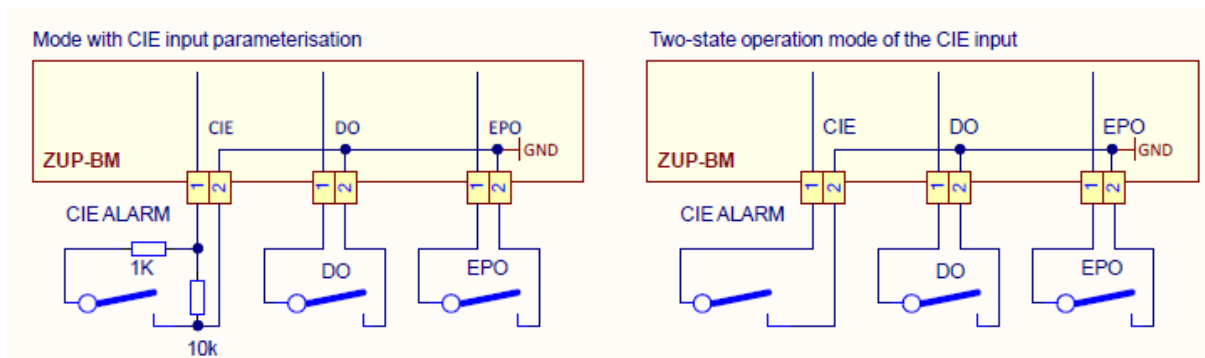 Mode with CIE input parameterisation
CIE DO EPO
GND
ZUP-BM
1 2 1 2 1 2
CIE ALARM
1K DO EPO
10k
Two-state operation mode of the CIE input
CIE DO EPO
GND
ZUP-BM
1 2 1 2 1 2
CIE ALARM
DO EPO